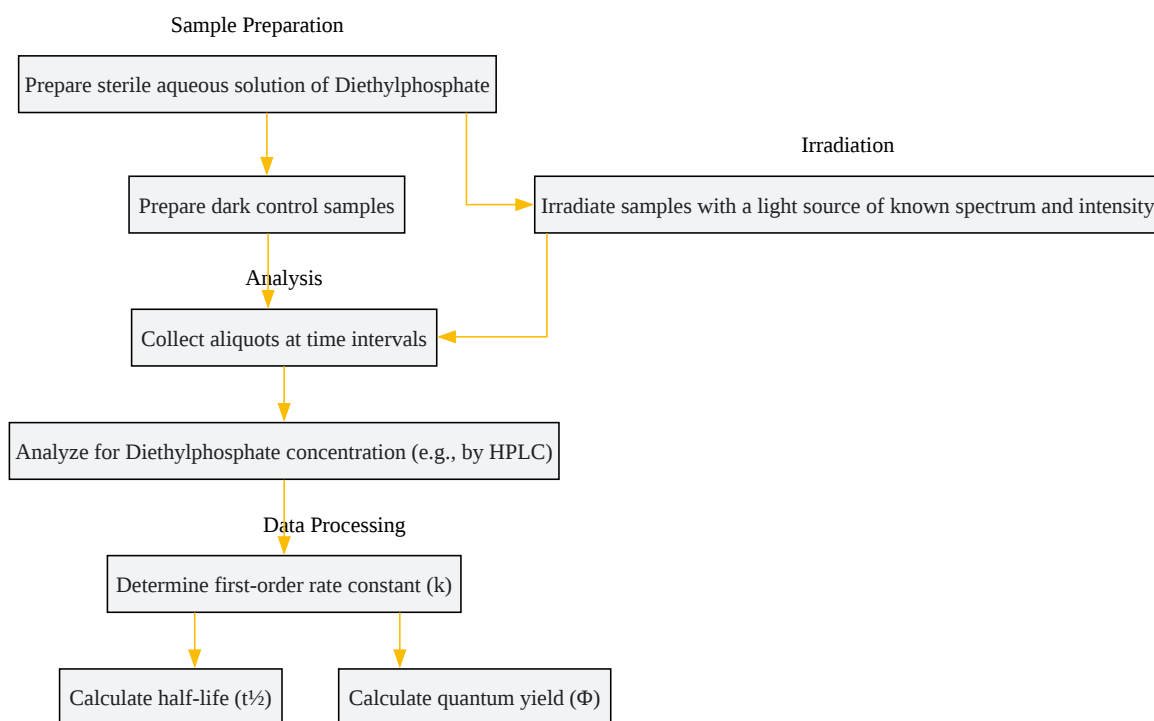 Sample Preparation
Prepare sterile aqueous solution of Diethylphosphate
Irradiation
Prepare dark control samples
Irradiate samples with a light source of known spectrum and intensity
Analysis
Collect aliquots at time intervals
Analyze for Diethylphosphate concentration (e.g., by HPLC)
Data Processing
Determine first-order rate constant (k)
Calculate half-life (t½)
Calculate quantum yield (Φ)